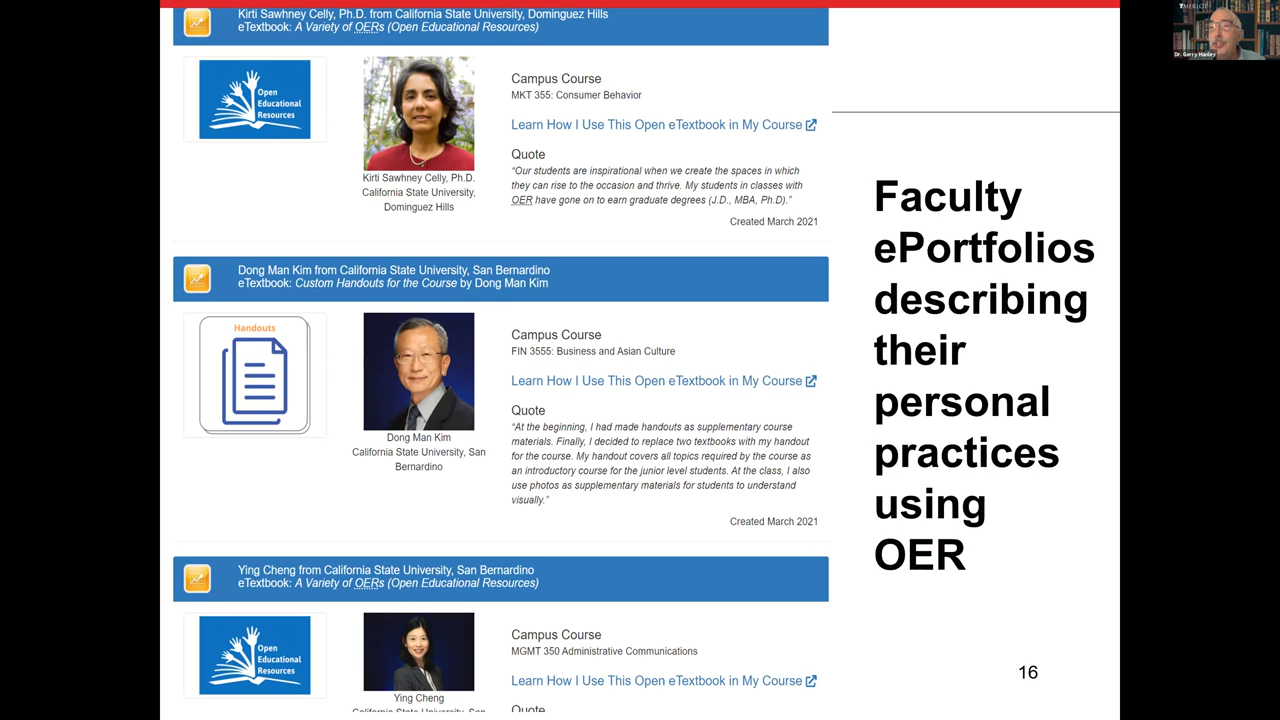 Kirti Sawhney Celly, Ph.D. from California State University, Dominguez Hills
eTextbook: A Variety of OERs (Open Educational Resources)
Open
Educational
Resources
Kirti Sawhney Celly, Ph.D.
California State University,
Dominguez Hills
Campus Course
MKT 355: Consumer Behavior
Learn How I Use This Open eTextbook in My Course
Quote
“Our students are inspirational when we create the spaces in which
they can rise to the occasion and thrive. My students in classes with
OER have gone on to earn graduate degrees (J.D., MBA, Ph.D).”
Created March 2021
Dong Man Kim from California State University, San Bernardino
eTextbook: Custom Handouts for the Course by Dong Man Kim
Handouts
Dong Man Kim
California State University, San
Bernardino
Campus Course
FIN 3555: Business and Asian Culture
Learn How I Use This Open eTextbook in My Course
Quote
“At the beginning, I had made handouts as supplementary course
materials. Finally, I decided to replace two textbooks with my handout
for the course. My handout covers all topics required by the course as
an introductory course for the junior level students. At the class, I also
use photos as supplementary materials for students to understand
visually.”
Created March 2021
Ying Cheng from California State University, San Bernardino
eTextbook: A Variety of OERs (Open Educational Resources)
Open
Educational
Resources
Ying Cheng
California State University, San
Campus Course
MGMT 350 Administrative Communications
Learn How I Use This Open eTextbook in My Course
Quote
Faculty
ePortfolios
describing
their
personal
practices
using
OER
16
MERLOT
Dr. Gerry Hanley